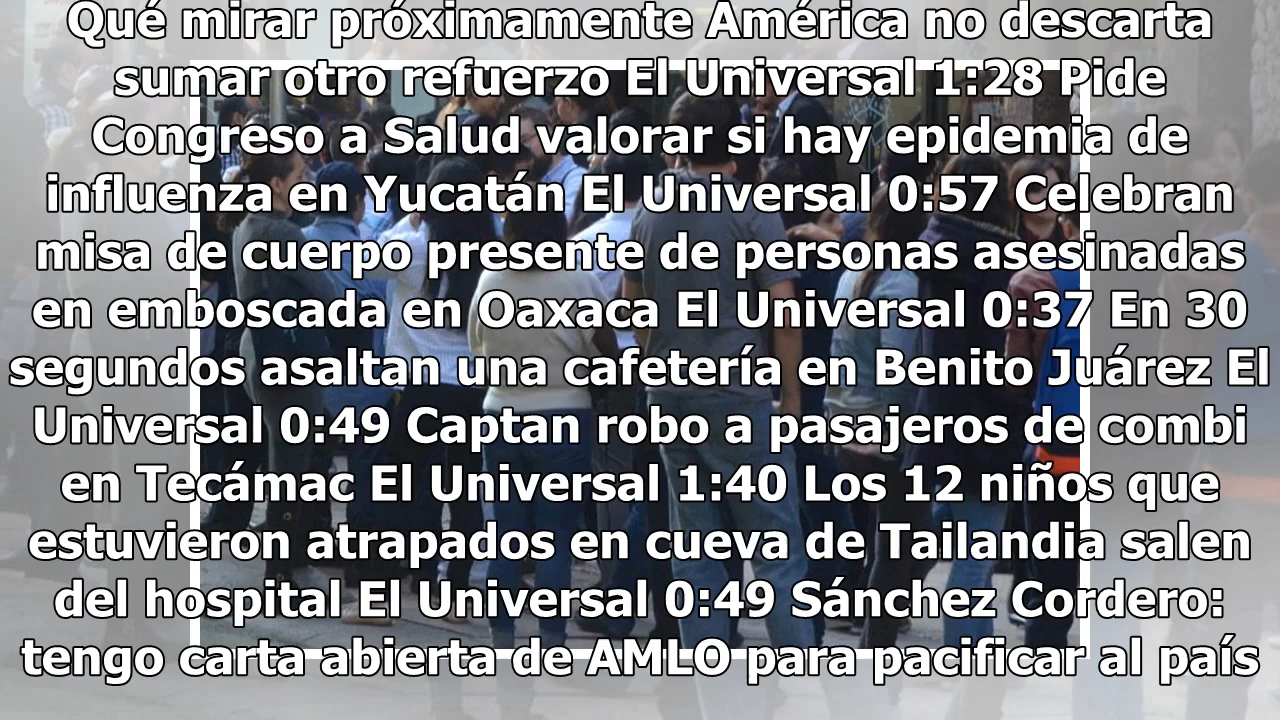 Qué mirar próximamente América no descarta
sumar otro refuerzo El Universal 1:28 Pide
Congreso a Salud valorar si hay epidemia de
influenza en Yucatán El Universal 0:57 Celebran
misa de cuerpo presente de personas asesinadas
en emboscada en Oaxaca El Universal 0:37 En 30
segundos asaltan una cafetería en Benito Juárez El
Universal 0:49 Captan robo a pasajeros de combi
en Tecámac El Universal 1:40 Los 12 niños que
estuvieron atrapados en cueva de Tailandia salen
del hospital El Universal 0:49 Sánchez Cordero:
tengo carta abierta de AMLO para pacificar al país